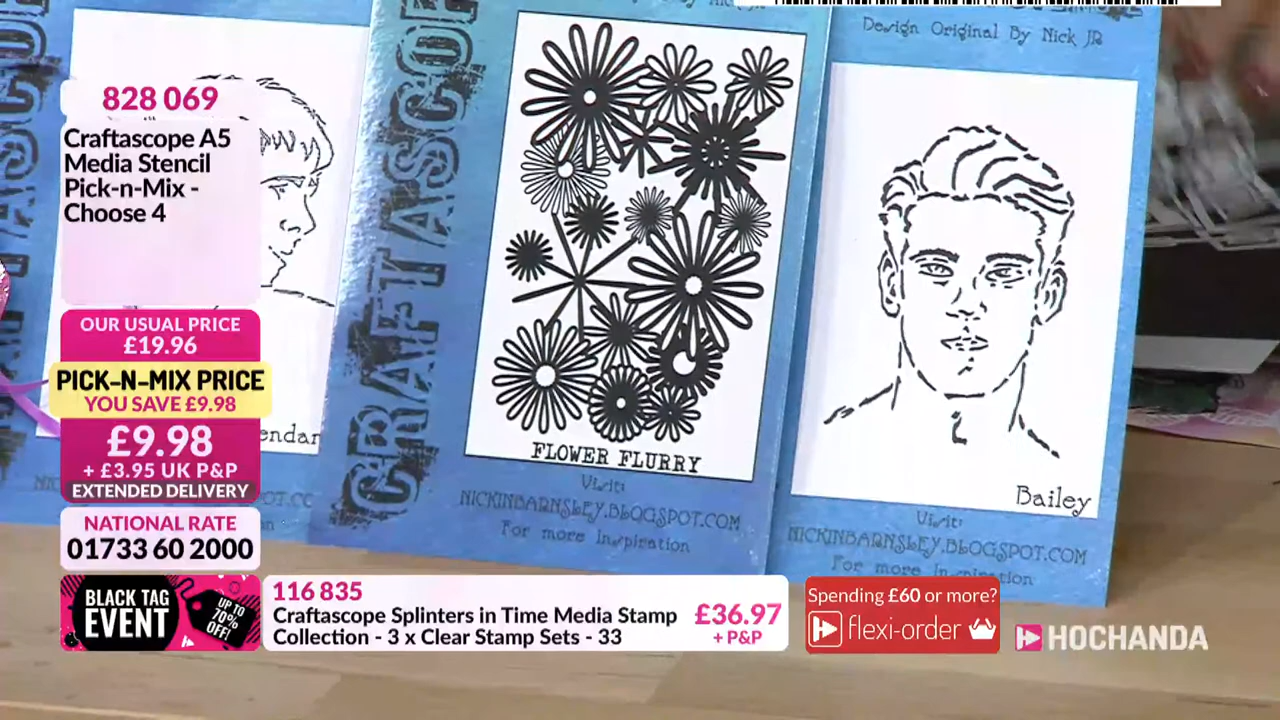 828 069
Craftascope A5
Media Stencil
Pick-n-Mix -
Choose 4
OUR USUAL PRICE
£19.96
PICK-N-MIX PRICE
YOU SAVE £9.98
£9.98
+ £3.95 UK P&P
EXTENDED DELIVERY
NATIONAL RATE
01733 60 2000
BLACK TAG
EVENT
UP TO
70%
OFF!
116 835
Craftascope Splinters in Time Media Stamp
Collection - 3 x Clear Stamp Sets - 33
£36.97
+ P&P
Spending £60 or more?
flexi-order
HOCHANDA
CRAFTASCOPE
FLOWER FLURRY
Visit:
NICKINBARNSLEY.BLOGSPOT.COM
For more Inspiration
Design Original By Nick JR
Bailey
Visit:
NICKINBARNSLEY.BLOGSPOT.COM
For more Inspiration